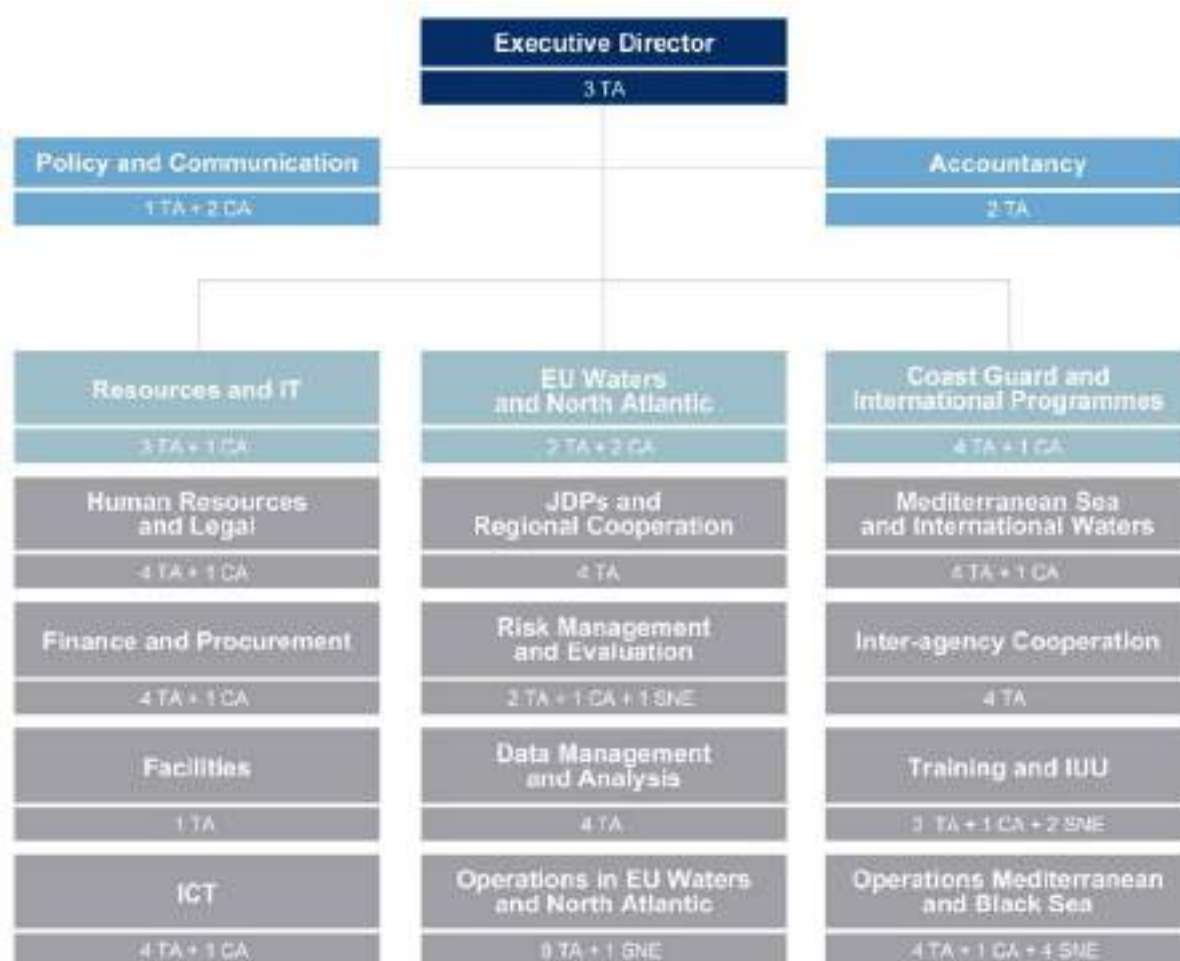 Executive Director
3 TA
Policy and Communication
1 TA + 2 CA
Accountancy
2 TA
Resources and IT
3 TA + 1 CA
EU Waters
and North Atlantic
2 TA + 2 CA
Coast Guard and
International Programmes
4 TA + 1 CA
Human Resources
and Legal
4 TA + 1 CA
JDPs and
Regional Cooperation
4 TA
Mediterranean Sea
and International Waters
4 TA + 1 CA
Finance and Procurement
4 TA + 1 CA
Risk Management
and Evaluation
2 TA + 1 CA + 1 SNE
Inter-agency Cooperation
4 TA
Facilities
1 TA
Data Management
and Analysis
4 TA
Training and IUU
3 TA + 1 CA + 2 SNE
ICT
4 TA + 1 CA
Operations in EU Waters
and North Atlantic
TA + 1 SNE
Operations Mediterranean
and Black Sea
4 TA + 1 CA + 4 SNE